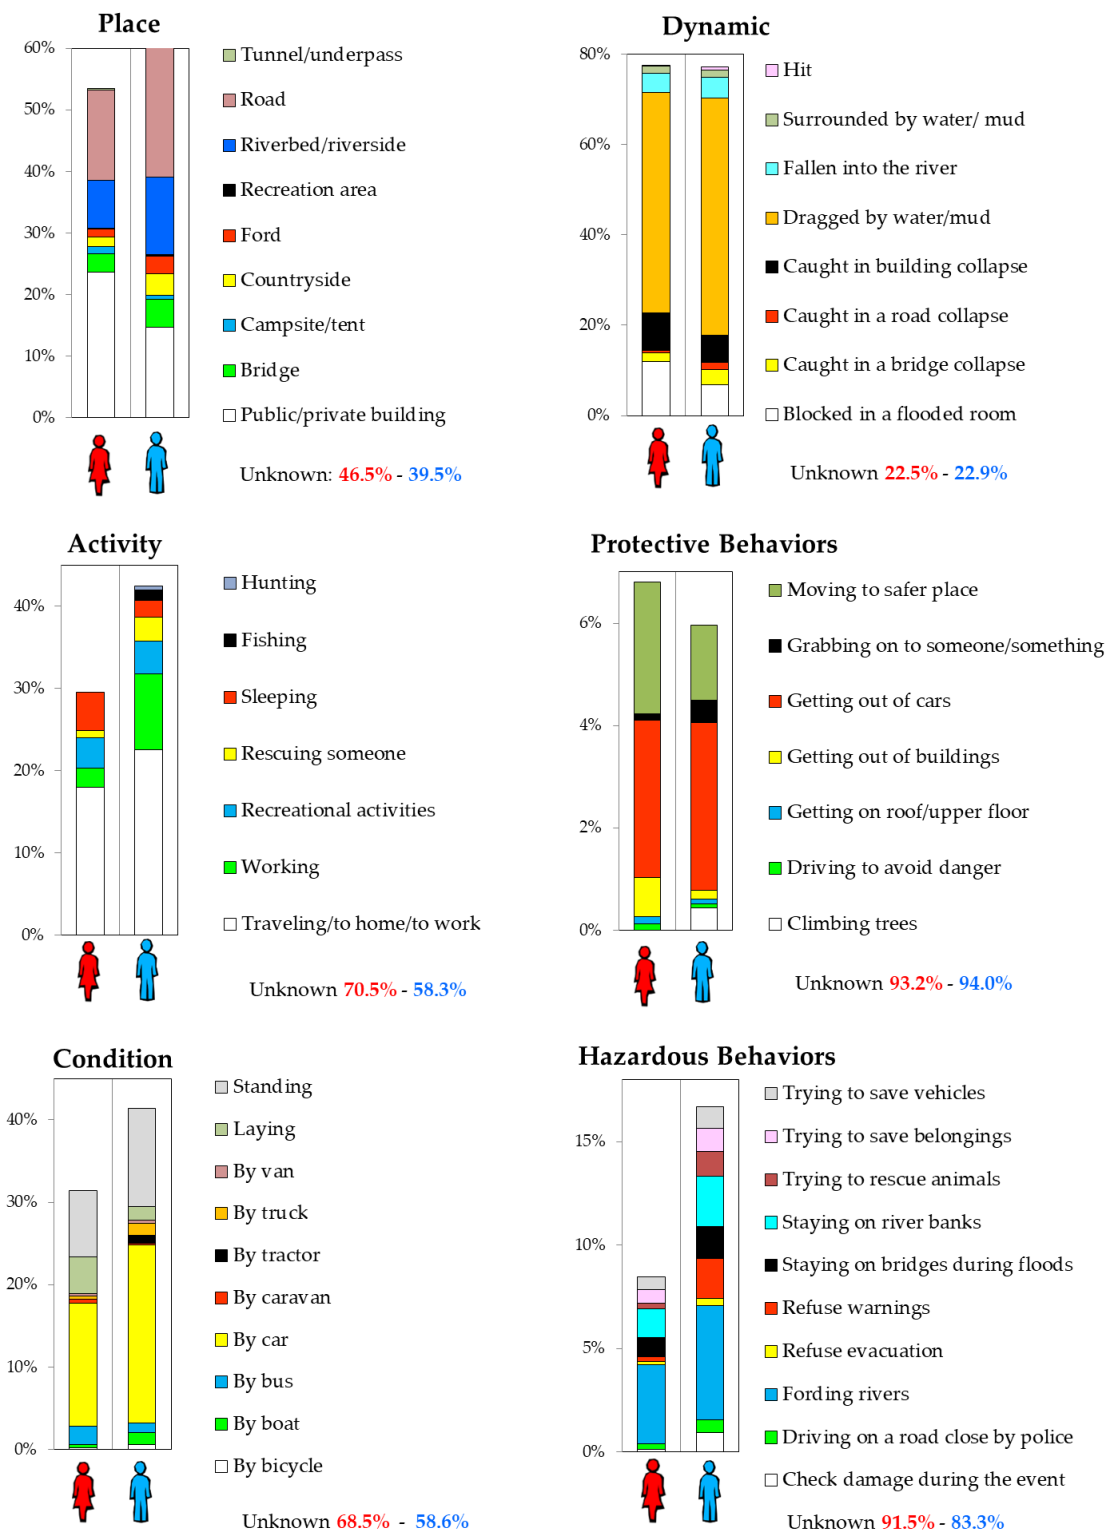 Place
60%
50%
40%
30%
20%
10%
0%
Tunnel/underpass
Road
Riverbed/riverside
Recreation area
Ford
Countryside
Campsite/tent
Bridge
Public/private building
Unknown: 46.5% - 39.5%
Dynamic
80%
60%
40%
20%
0%
Hit
Surrounded by water/ mud
Fallen into the river
Dragged by water/mud
Caught in building collapse
Caught in a road collapse
Caught in a bridge collapse
Blocked in a flooded room
Unknown 22.5% - 22.9%
Activity
40%
30%
20%
10%
0%
Hunting
Fishing
Sleeping
Rescuing someone
Recreational activities
Working
Traveling/to home/to work
Unknown 70.5% - 58.3%
Protective Behaviors
6%
4%
2%
0%
Moving to safer place
Grabbing on to someone/something
Getting out of cars
Getting out of buildings
Getting on roof/upper floor
Driving to avoid danger
Climbing trees
Unknown 93.2% - 94.0%
Condition
40%
30%
20%
10%
0%
Standing
Laying
By van
By truck
By tractor
By caravan
By car
By bus
By boat
By bicycle
Unknown 68.5% - 58.6%
Hazardous Behaviors
15%
10%
5%
0%
Trying to save vehicles
Trying to save belongings
Trying to rescue animals
Staying on river banks
Staying on bridges during floods
Refuse warnings
Refuse evacuation
Fording rivers
Driving on a road close by police
Check damage during the event
Unknown 91.5% - 83.3%